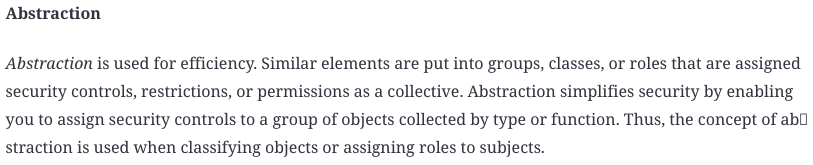 Abstraction
Abstraction is used for efficiency. Similar elements are put into groups, classes, or roles that are assigned
security controls, restrictions, or permissions as a collective. Abstraction simplifies security by enabling
you to assign security controls to a group of objects collected by type or function. Thus, the concept of ab▯
straction is used when classifying objects or assigning roles to subjects.